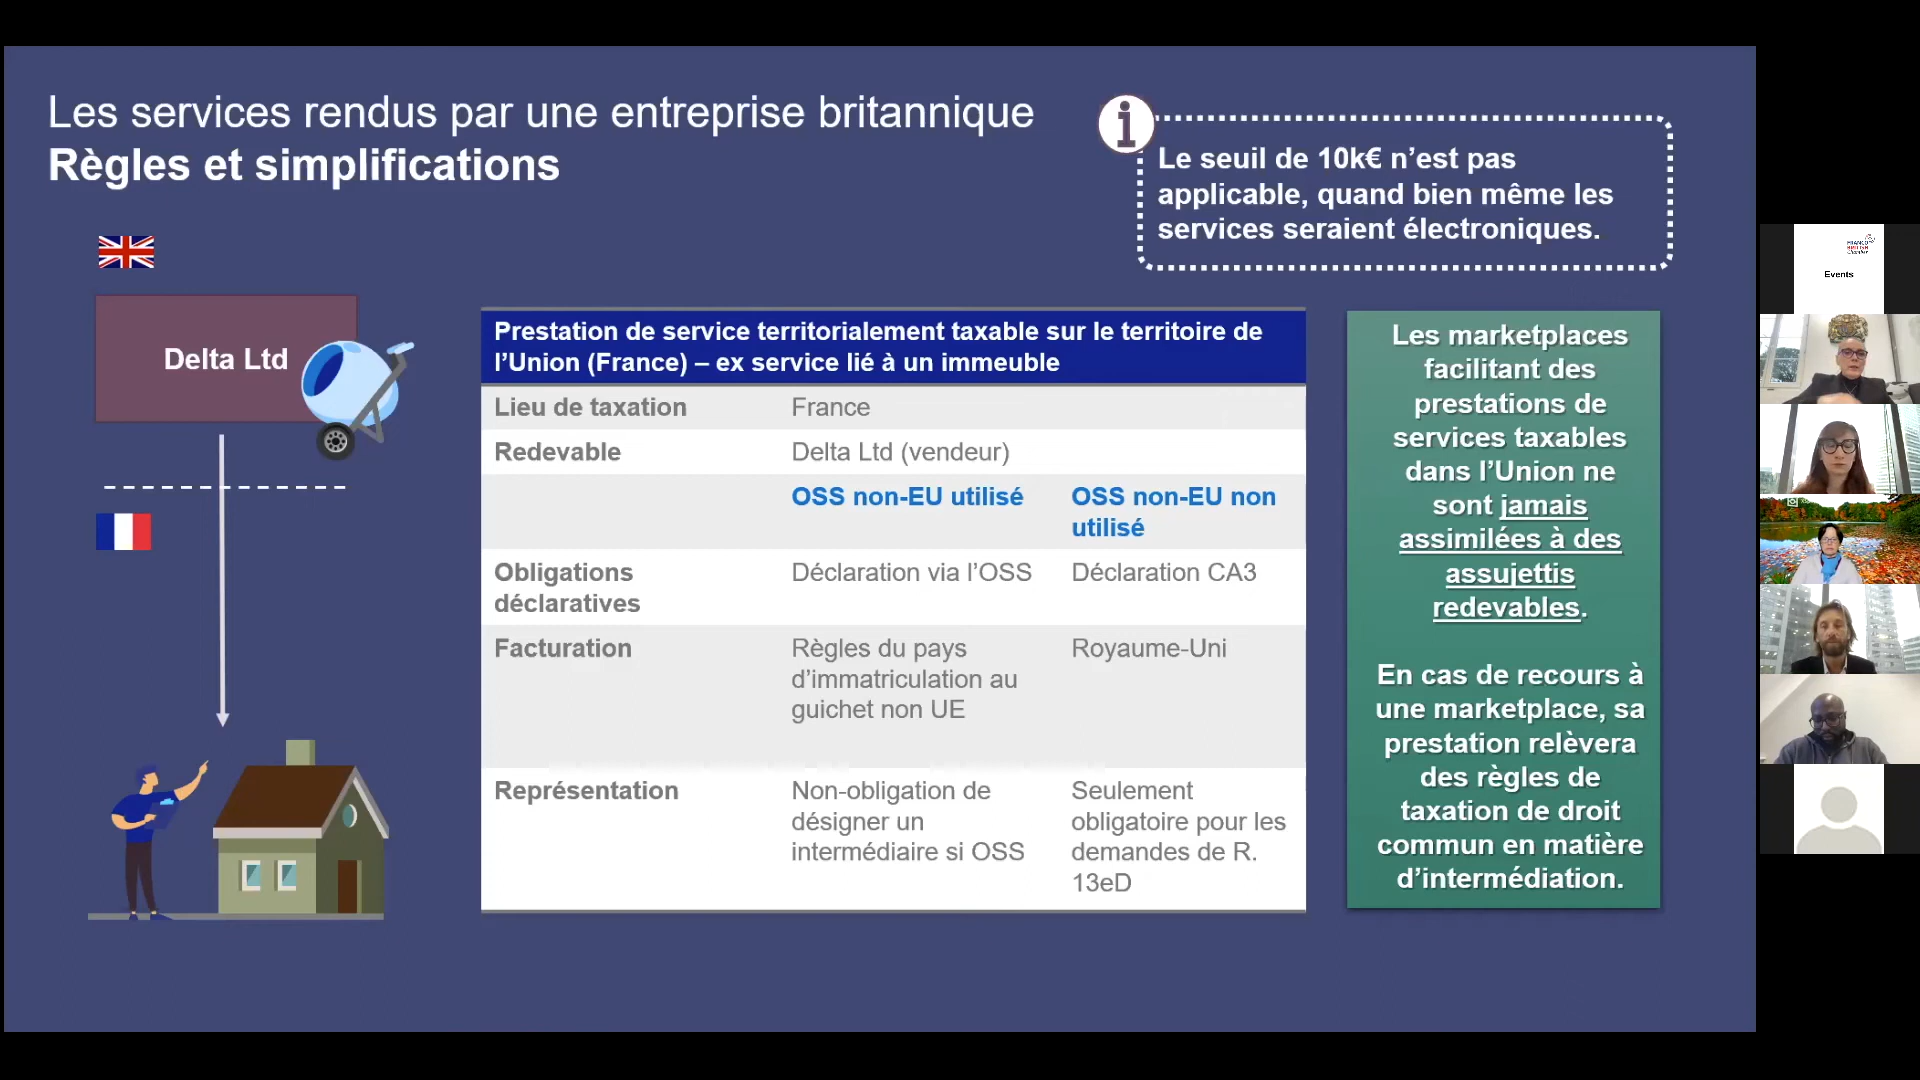 Les services rendus par une entreprise britannique
Règles et simplifications
i
Le seuil de 10k€ n’est pas
applicable, quand bien même les
services seraient électroniques.
Delta Ltd
Prestation de service territorialement taxable sur le territoire de
l’Union (France) – ex service lié à un immeuble
Lieu de taxation France
Redevable Delta Ltd (vendeur)
OSS non-EU utilisé OSS non-EU non
utilisé
Obligations Déclaration via l’OSS Déclaration CA3
déclaratives
Facturation Règles du pays Royaume-Uni
d’immatriculation au
guichet non UE
Représentation Non-obligation de Seulement
désigner un obligatoire pour les
intermédiaire si OSS demandes de R.
13eD
Les marketplaces
facilitant des
prestations de
services taxables
dans l’Union ne
sont jamais
assimilées à des
assujettis
redevables.
En cas de recours à
une marketplace, sa
prestation relèvera
des règles de
taxation de droit
commun en matière
d’intermédiation.
FRANCO
BRITISH
Chamber
Events